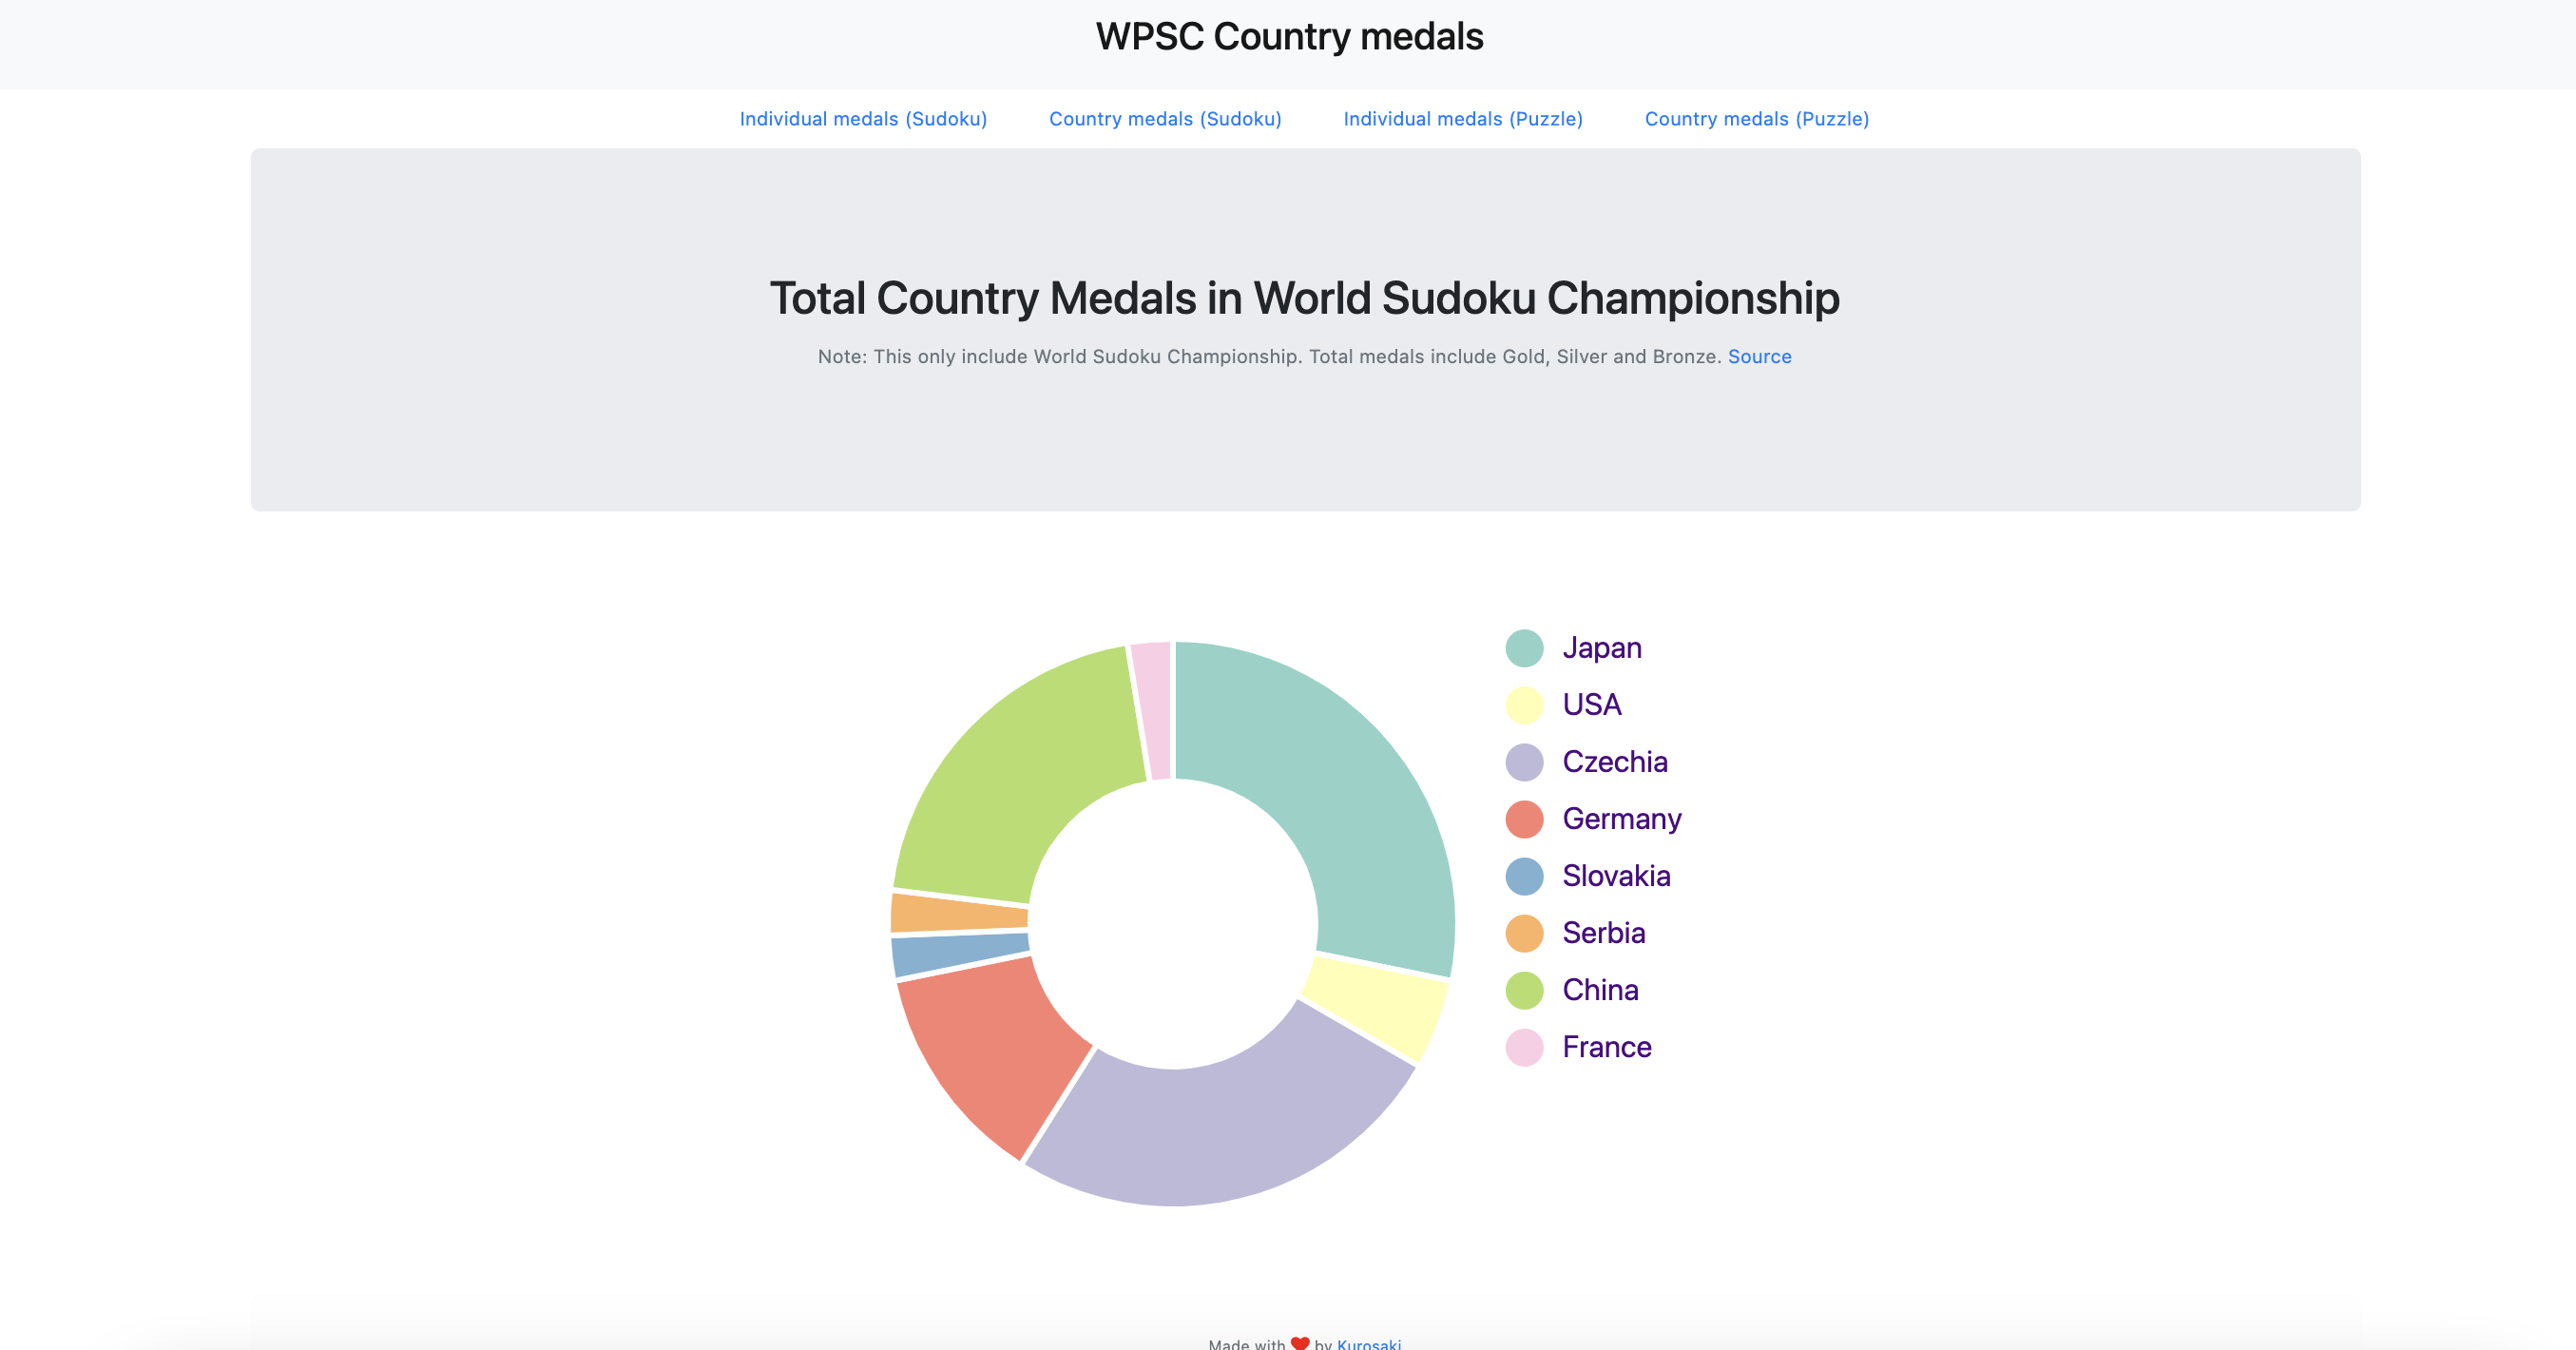 WPSC Country medals
Individual medals (Sudoku) Country medals (Sudoku) Individual medals (Puzzle) Country medals (Puzzle)
Total Country Medals in World Sudoku Championship
Note: This only include World Sudoku Championship. Total medals include Gold, Silver and Bronze. Source
Japan
USA
Czechia
Germany
Slovakia
Serbia
China
France
Made with ❤ by Kurosaki